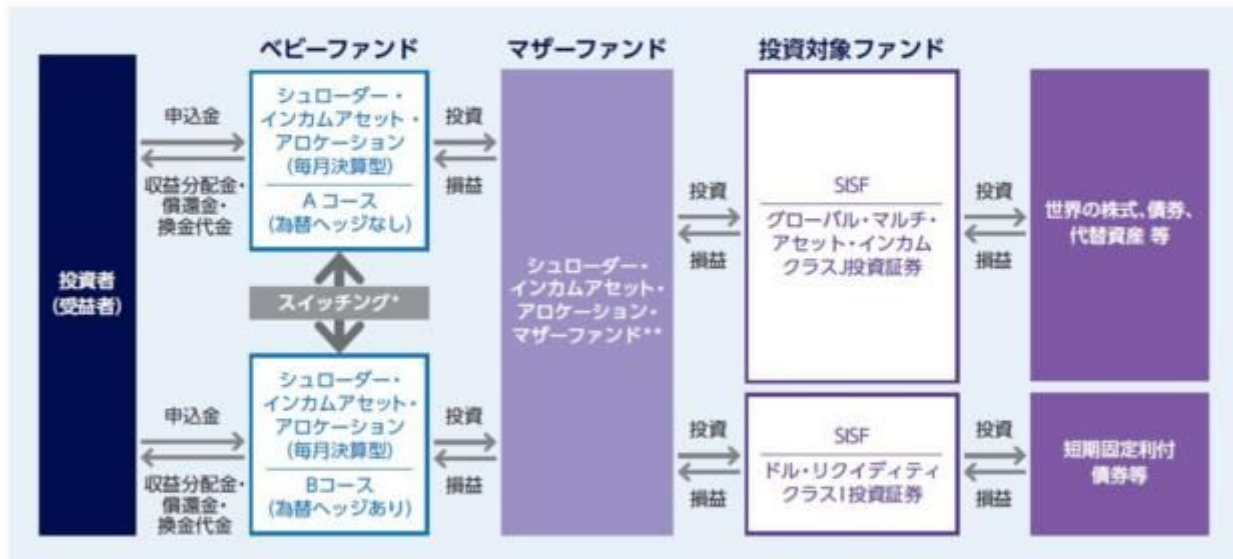 ベビーファンド
マザーファンド
投資対象ファンド
投資者
(受益者)
申込金
収益分配金・
償還金・
換金代金
シュローダー・
インカムアセット・
アロケーション
(毎月決算型)
Aコース
(為替ヘッジなし)
スイッチング*
申込金
収益分配金・
償還金・
換金代金
シュローダー・
インカムアセット・
アロケーション
(毎月決算型)
Bコース
(為替ヘッジあり)
投資
損益
投資
損益
シュローダー・
インカムアセット・
アロケーション・
マザーファンド**
投資
損益
投資
損益
SISF
グローバル・マルチ・
アセット・インカム
クラスJ投資証券
SISF
ドル・リクイディティ
クラスI投資証券
投資
損益
投資
損益
世界の株式、債券、
代替資産 等
短期固定利付
債券等